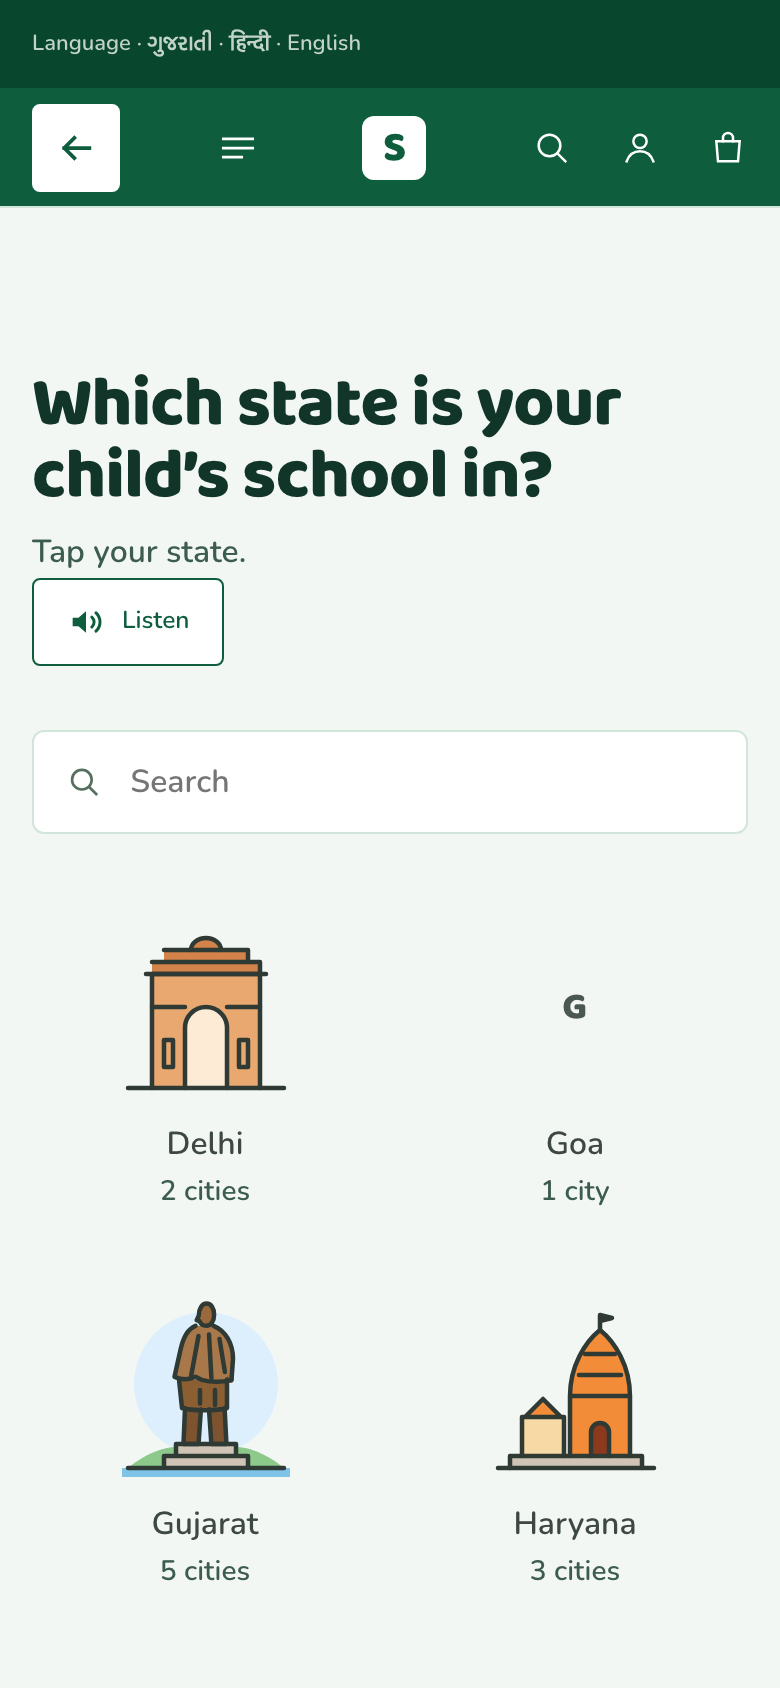 Language · ગુજરાતી · हिन्दी · English
S
Which state is your
child's school in?
Tap your state.
Listen
Search
G
Delhi
Goa
2 cities
1 city
Gujarat
Haryana
5 cities
3 cities